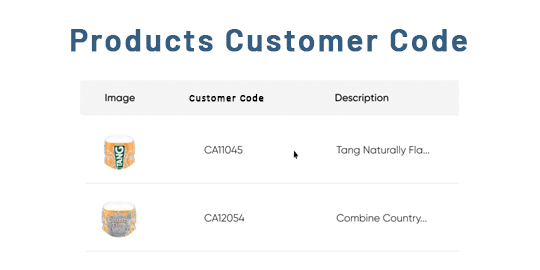 Products Customer Code
Image Customer Code Description
TANG
CA11045 Tang Naturally Fla...
CA12054 Combine Country...